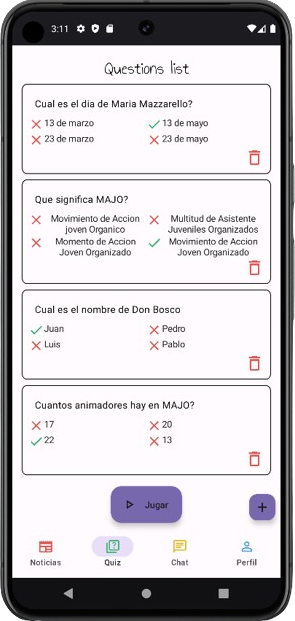 3:11
Questions list
Cual es el dia de Maria Mazzarello?
13 de marzo
13 de mayo
23 de marzo
23 de mayo
Que significa MAJO?
Movimiento de Accion
joven Organico
Multitud de Asistente
Juveniles Organizados
Momento de Accion
Joven Organizado
Movimiento de Accion
Joven Organizado
Cual es el nombre de Don Bosco
Juan
Pedro
Luis
Pablo
Cuantos animadores hay en MAJO?
17
20
22
13
Jugar
+
Noticias
Quiz
Chat
Perfil